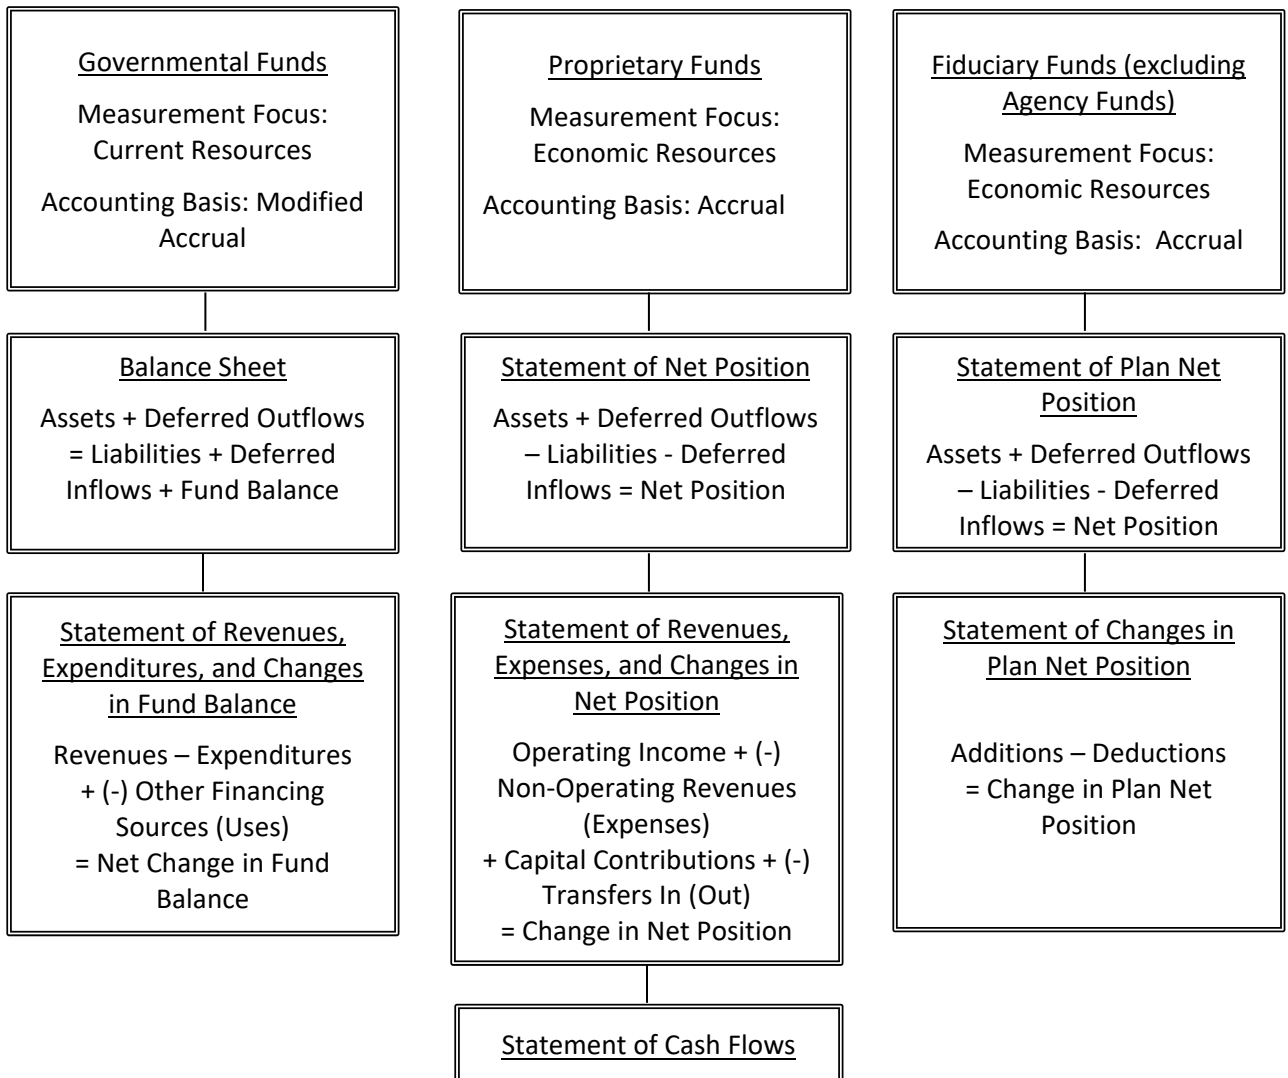 Governmental Funds
Measurement Focus:
Current Resources
Accounting Basis: Modified
Accrual
Proprietary Funds
Measurement Focus:
Economic Resources
Accounting Basis: Accrual
Fiduciary Funds (excluding
Agency Funds)
Measurement Focus:
Economic Resources
Accounting Basis:  Accrual
Balance Sheet
Assets + Deferred Outflows
= Liabilities + Deferred
Inflows + Fund Balance
Statement of Net Position
Assets + Deferred Outflows
– Liabilities - Deferred
Inflows = Net Position
Statement of Plan Net
Position
Assets + Deferred Outflows
– Liabilities - Deferred
Inflows = Net Position
Statement of Revenues,
Expenditures, and Changes
in Fund Balance
Revenues – Expenditures
+ (-) Other Financing
Sources (Uses)
= Net Change in Fund
Balance
Statement of Revenues,
Expenses, and Changes in
Net Position
Operating Income + (-)
Non-Operating Revenues
(Expenses)
+ Capital Contributions + (-)
Transfers In (Out)
= Change in Net Position
Statement of Changes in
Plan Net Position
Additions – Deductions
= Change in Plan Net
Position
Statement of Cash Flows